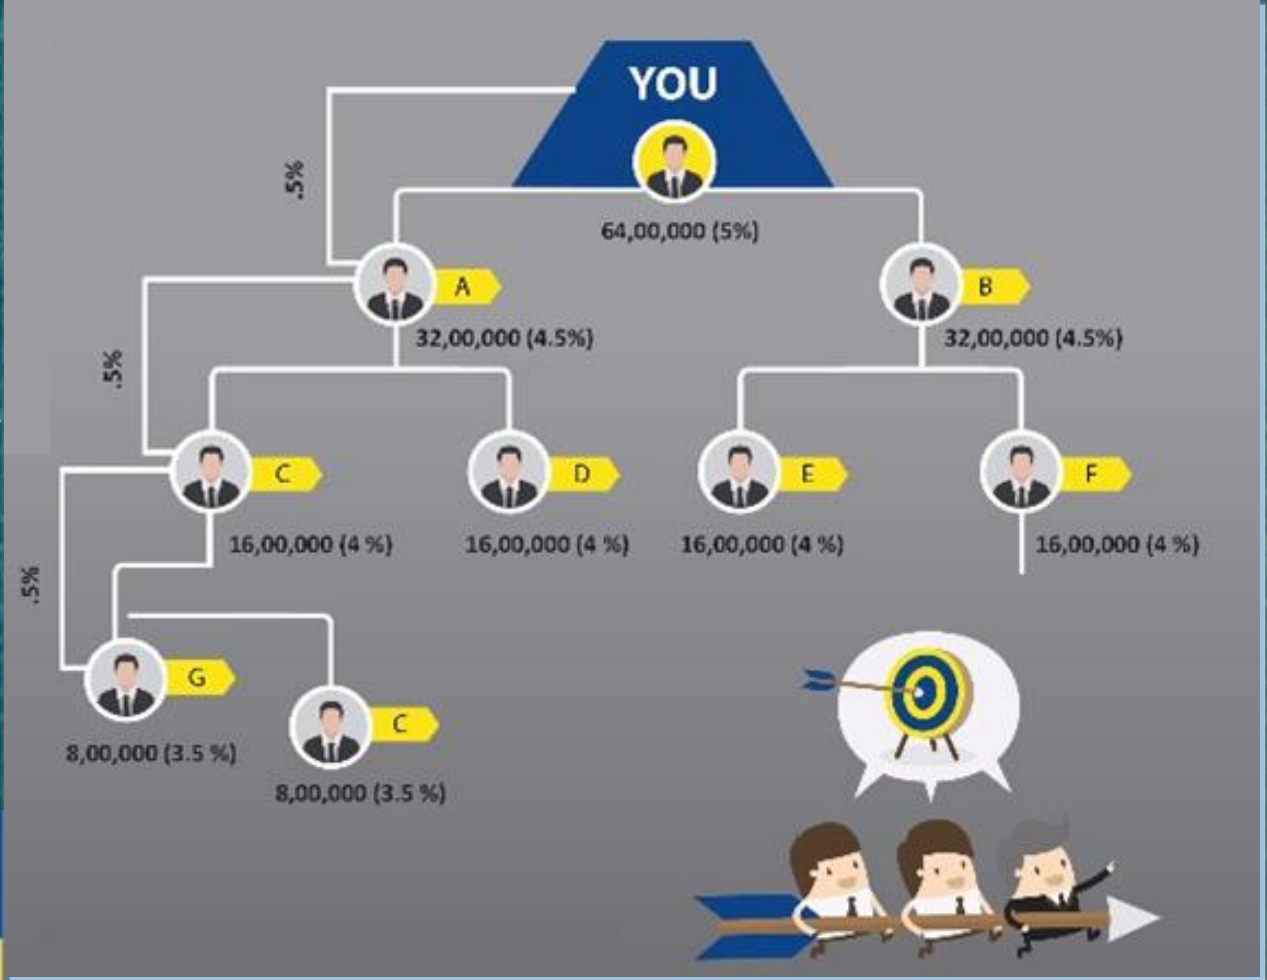 YOU
.5%
64,00,000 (5%)
A
B
32,00,000 (4.5%)
32,00,000 (4.5%)
.5%
C
D
E
F
16,00,000 (4 %)
16,00,000 (4 %)
16,00,000 (4 %)
16,00,000 (4 %)
.5%
G
C
8,00,000 (3.5 %)
8,00,000 (3.5 %)